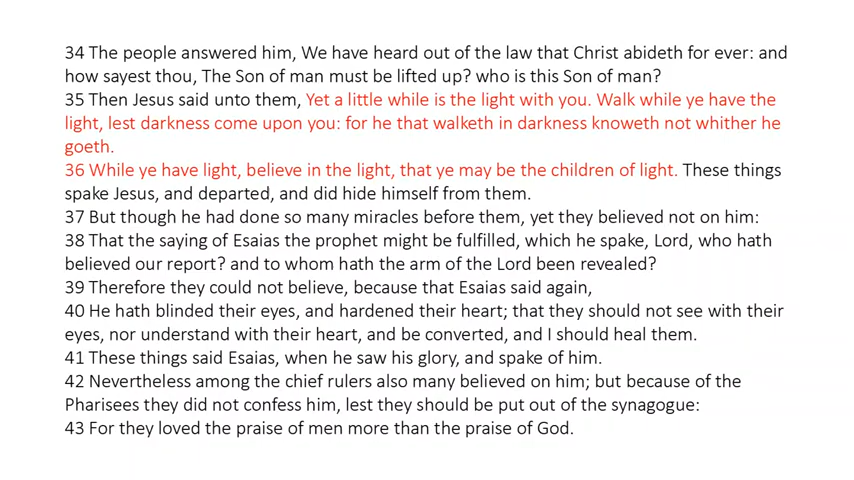 34 The people answered him, We have heard out of the law that Christ abideth for ever: and
how sayest thou, The Son of man must be lifted up? who is this Son of man?
35 Then Jesus said unto them, Yet a little while is the light with you. Walk while ye have the
light, lest darkness come upon you: for he that walketh in darkness knoweth not whither he
goeth.
36 While ye have light, believe in the light, that ye may be the children of light. These things
spake Jesus, and departed, and did hide himself from them.
37 But though he had done so many miracles before them, yet they believed not on him:
38 That the saying of Esaias the prophet might be fulfilled, which he spake, Lord, who hath
believed our report? and to whom hath the arm of the Lord been revealed?
39 Therefore they could not believe, because that Esaias said again,
40 He hath blinded their eyes, and hardened their heart; that they should not see with their
eyes, nor understand with their heart, and be converted, and I should heal them.
41 These things said Esaias, when he saw his glory, and spake of him.
42 Nevertheless among the chief rulers also many believed on him; but because of the
Pharisees they did not confess him, lest they should be put out of the synagogue:
43 For they loved the praise of men more than the praise of God.